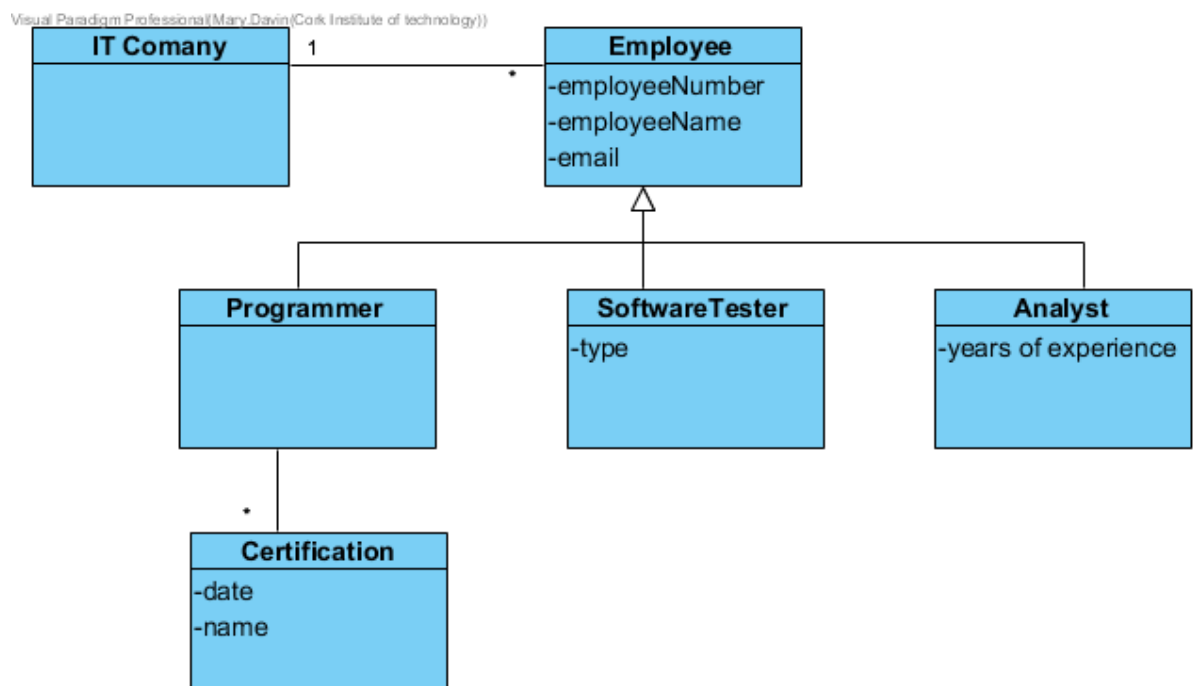 Visual Paradigm Professional(Mary.Davin(Cork Institute of technology))
IT Comany
1
*
Employee
-employeeNumber
-employeeName
-email
Programmer
SoftwareTester
-type
Analyst
-years of experience
*
Certification
-date
-name